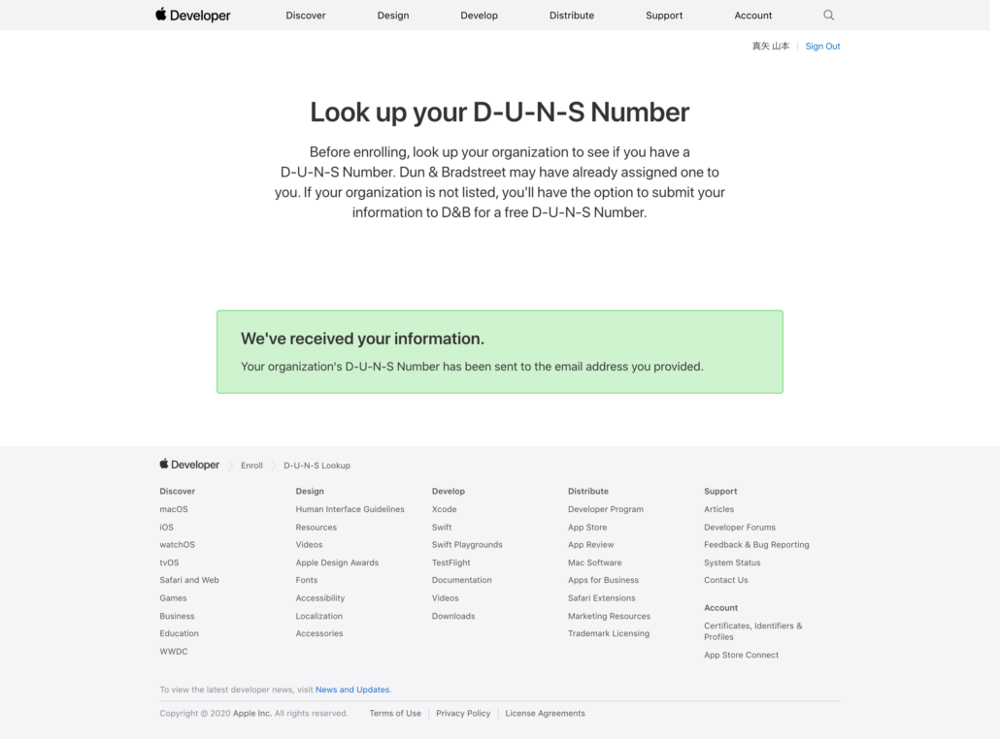 Developer
Discover Design Develop Distribute Support Account
真矢 山本 Sign Out
Look up your D-U-N-S Number
Before enrolling, look up your organization to see if you have a
D-U-N-S Number. Dun & Bradstreet may have already assigned one to
you. If your organization is not listed, you'll have the option to submit your
information to D&B for a free D-U-N-S Number.
We've received your information.
Your organization's D-U-N-S Number has been sent to the email address you provided.
Developer Enroll D-U-N-S Lookup
Discover
macOS
iOS
watchOS
tvOS
Safari and Web
Games
Business
Education
WWDC
Design
Human Interface Guidelines
Resources
Videos
Apple Design Awards
Fonts
Accessibility
Localization
Accessories
Develop
Xcode
Swift
Swift Playgrounds
TestFlight
Documentation
Videos
Downloads
Distribute
Developer Program
App Store
App Review
Mac Software
Apps for Business
Safari Extensions
Marketing Resources
Trademark Licensing
Support
Articles
Developer Forums
Feedback & Bug Reporting
System Status
Contact Us
Account
Certificates, Identifiers &
Profiles
App Store Connect
To view the latest developer news, visit News and Updates.
Copyright © 2020 Apple Inc. All rights reserved. Terms of Use Privacy Policy License Agreements